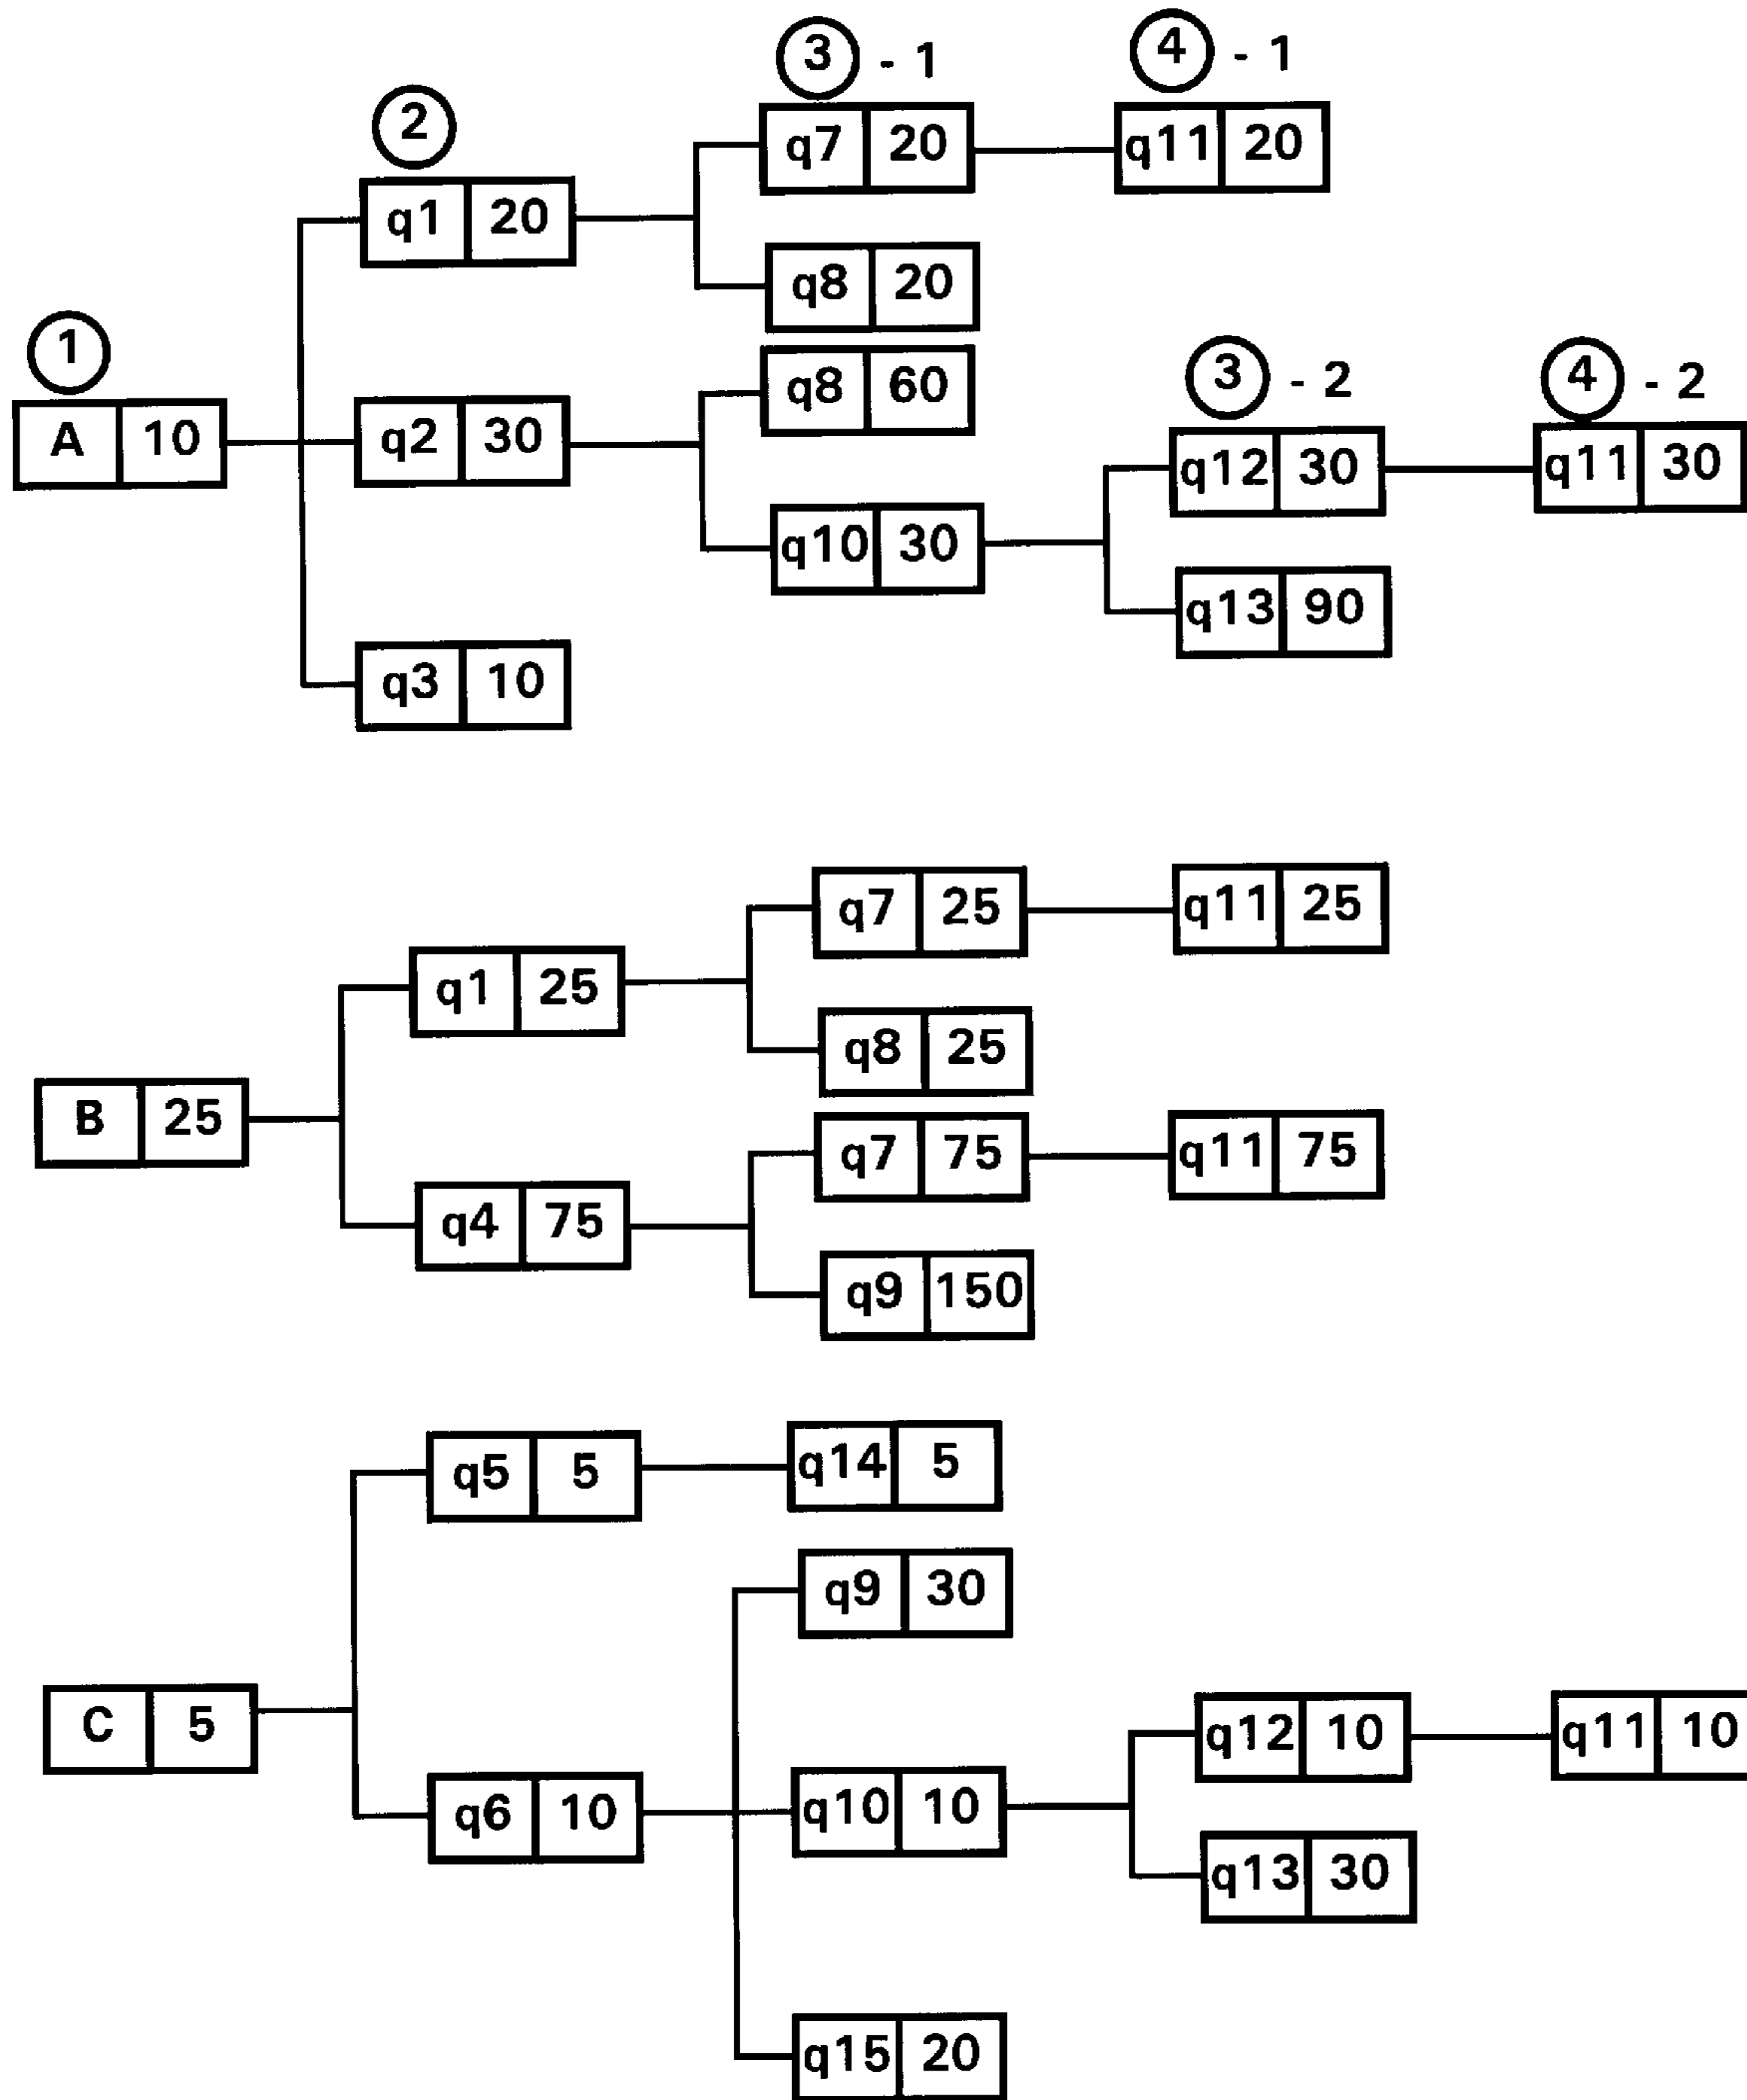 3 - 1 4 - 1
2
q7 20 q11 20
q1 20
q8 20
1
q8 60
3 - 2 4 - 2
A 10 q2 30
q12 30 q11 30
q10 30
q13 90
q3 10
q7 25 q11 25
q1 25
q8 25
B 25
q7 75 q11 75
q4 75
q9 150
q5 5 q14 5
q9 30
C 5
q12 10 q11 10
q6 10 q10 10
q13 30
q15 20